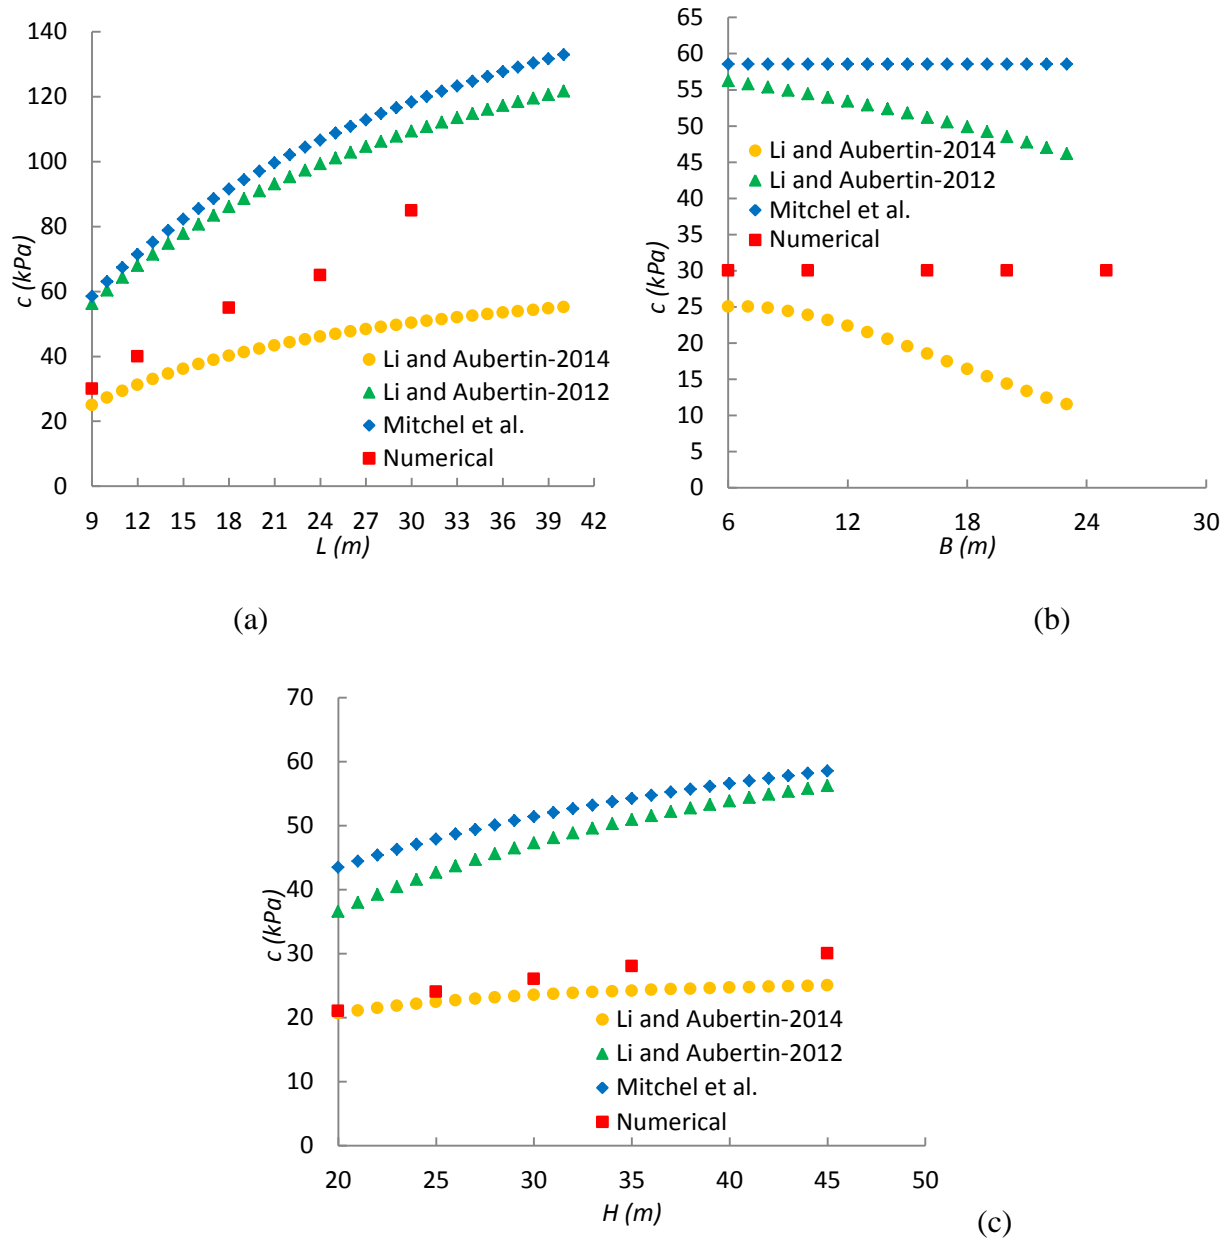 140
120
100
80
60
40
20
0
c (kPa)
9 12 15 18 21 24 27 30 33 36 39 42
L (m)
Li and Aubertin-2014
Li and Aubertin-2012
Mitchel et al.
Numerical
(a)
65
60
55
50
45
40
35
30
25
20
15
10
5
0
c (kPa)
6 12 18 24 30
B (m)
Li and Aubertin-2014
Li and Aubertin-2012
Mitchel et al.
Numerical
(b)
70
60
50
40
30
20
10
0
c (kPa)
20 25 30 35 40 45 50
H (m)
Li and Aubertin-2014
Li and Aubertin-2012
Mitchel et al.
Numerical
(c)